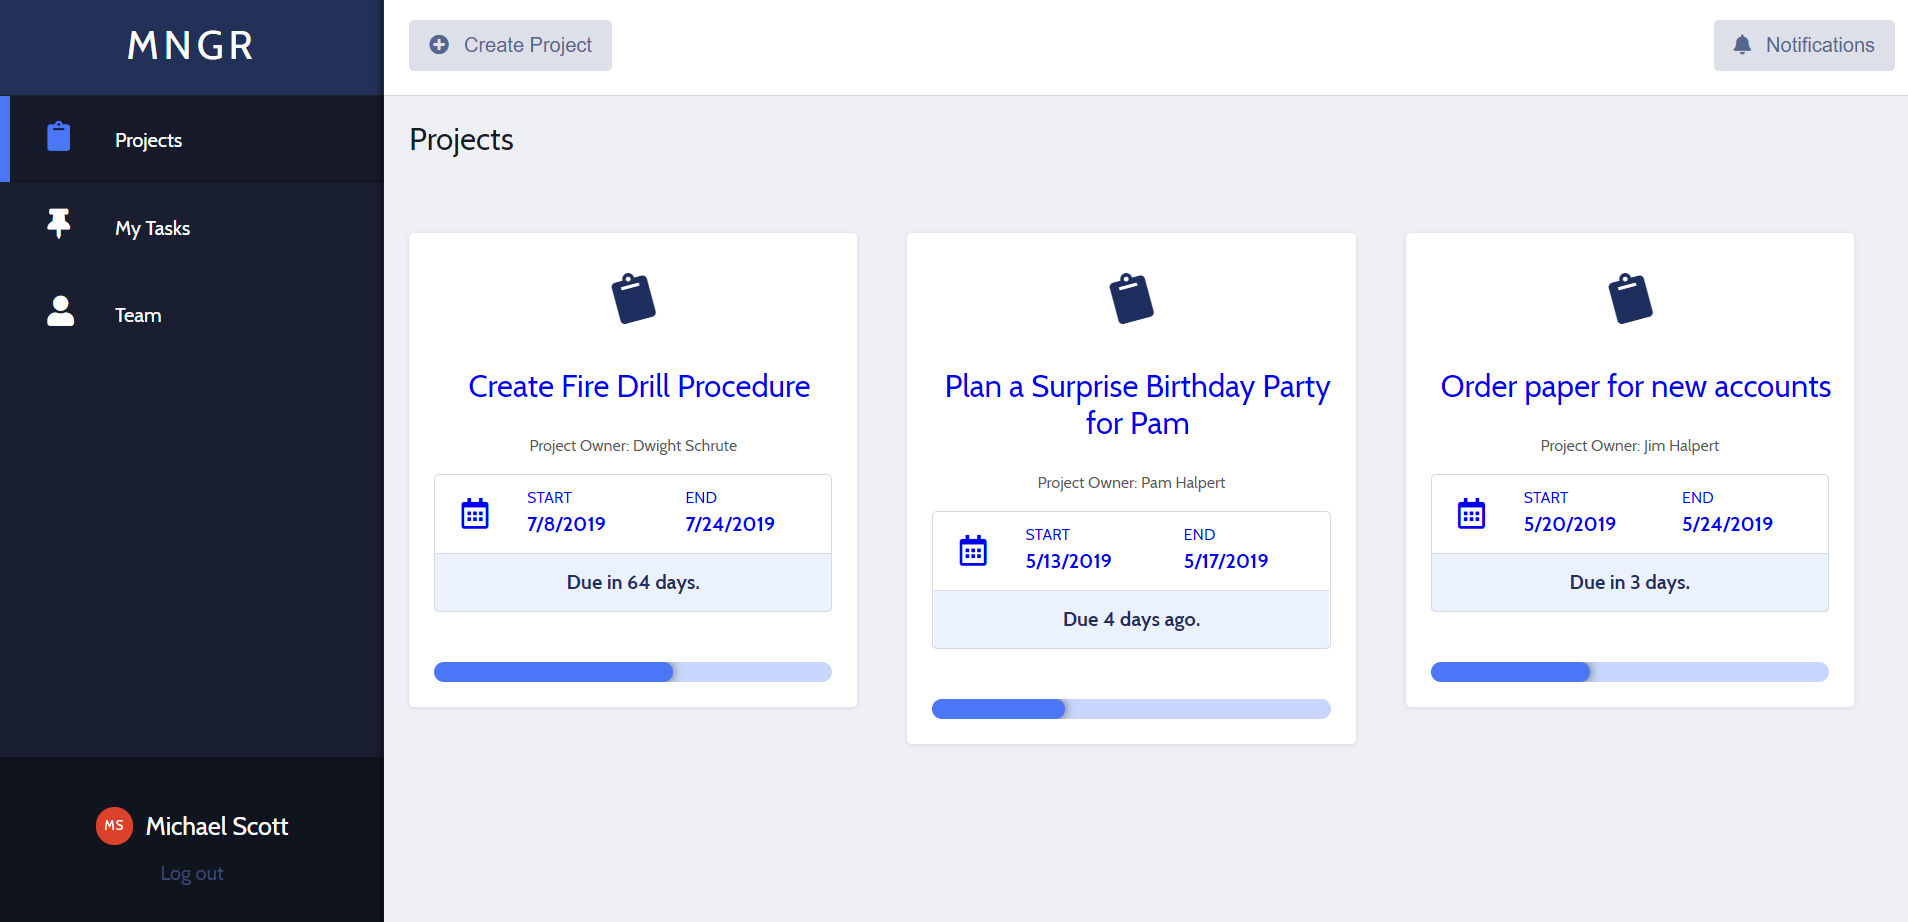 MNGR
Create Project
Notifications
Projects
My Tasks
Team
Projects
Create Fire Drill Procedure
Project Owner: Dwight Schrute
START
7/8/2019
END
7/24/2019
Due in 64 days.
Plan a Surprise Birthday Party
for Pam
Project Owner: Pam Halpert
START
5/13/2019
END
5/17/2019
Due 4 days ago.
Order paper for new accounts
Project Owner: Jim Halpert
START
5/20/2019
END
5/24/2019
Due in 3 days.
MS
Michael Scott
Log out